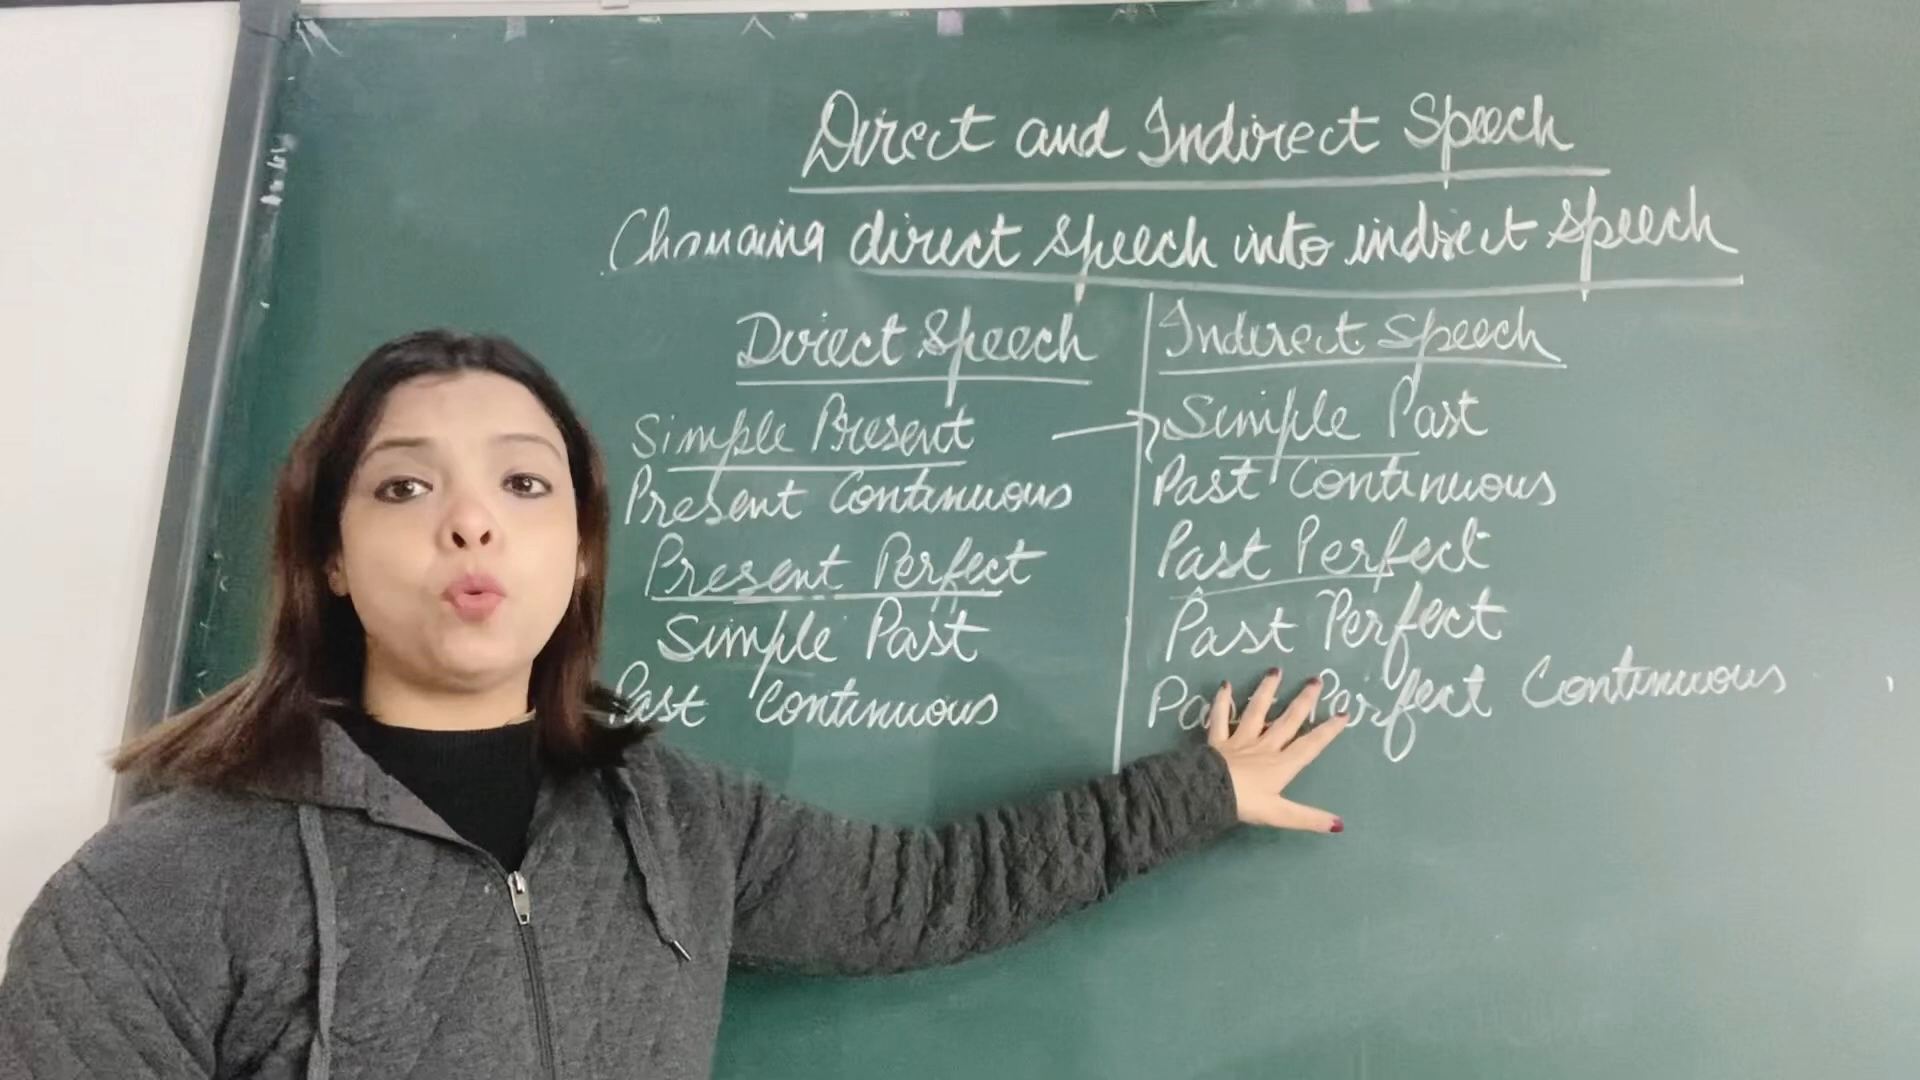 Direct and Indirect Speech
Changing direct speech into indirect speech
Direct Speech Indirect Speech
Simple Present → Simple Past
Present Continuous Past Continuous
Present Perfect Past Perfect
Simple Past Past Perfect
Past Continuous Past Perfect Continuous